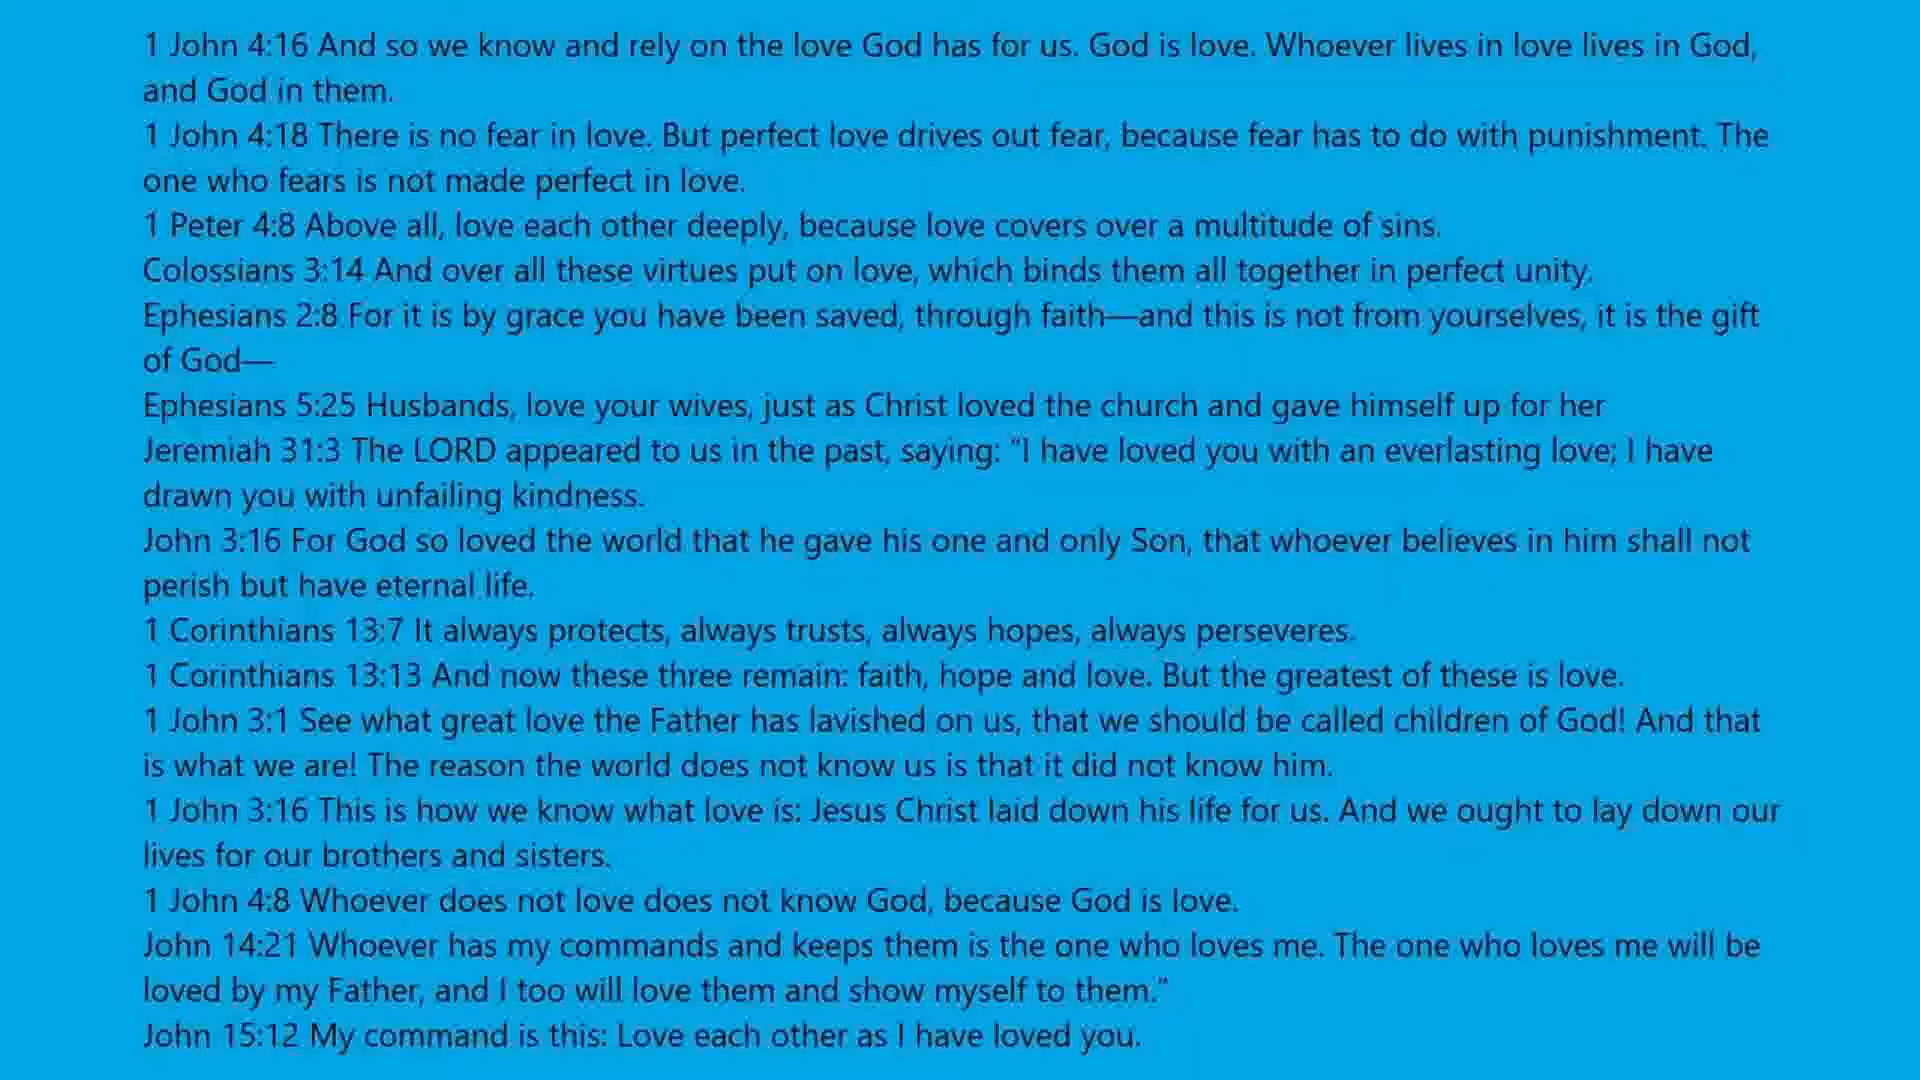 1 John 4:16 And so we know and rely on the love God has for us. God is love. Whoever lives in love lives in God,
and God in them.
1 John 4:18 There is no fear in love. But perfect love drives out fear, because fear has to do with punishment. The
one who fears is not made perfect in love.
1 Peter 4:8 Above all, love each other deeply, because love covers over a multitude of sins.
Colossians 3:14 And over all these virtues put on love, which binds them all together in perfect unity.
Ephesians 2:8 For it is by grace you have been saved, through faith—and this is not from yourselves, it is the gift
of God—
Ephesians 5:25 Husbands, love your wives, just as Christ loved the church and gave himself up for her
Jeremiah 31:3 The LORD appeared to us in the past, saying: “I have loved you with an everlasting love; I have
drawn you with unfailing kindness.
John 3:16 For God so loved the world that he gave his one and only Son, that whoever believes in him shall not
perish but have eternal life.
1 Corinthians 13:7 It always protects, always trusts, always hopes, always perseveres.
1 Corinthians 13:13 And now these three remain: faith, hope and love. But the greatest of these is love.
1 John 3:1 See what great love the Father has lavished on us, that we should be called children of God! And that
is what we are! The reason the world does not know us is that it did not know him.
1 John 3:16 This is how we know what love is: Jesus Christ laid down his life for us. And we ought to lay down our
lives for our brothers and sisters.
1 John 4:8 Whoever does not love does not know God, because God is love.
John 14:21 Whoever has my commands and keeps them is the one who loves me. The one who loves me will be
loved by my Father, and I too will love them and show myself to them.”
John 15:12 My command is this: Love each other as I have loved you.